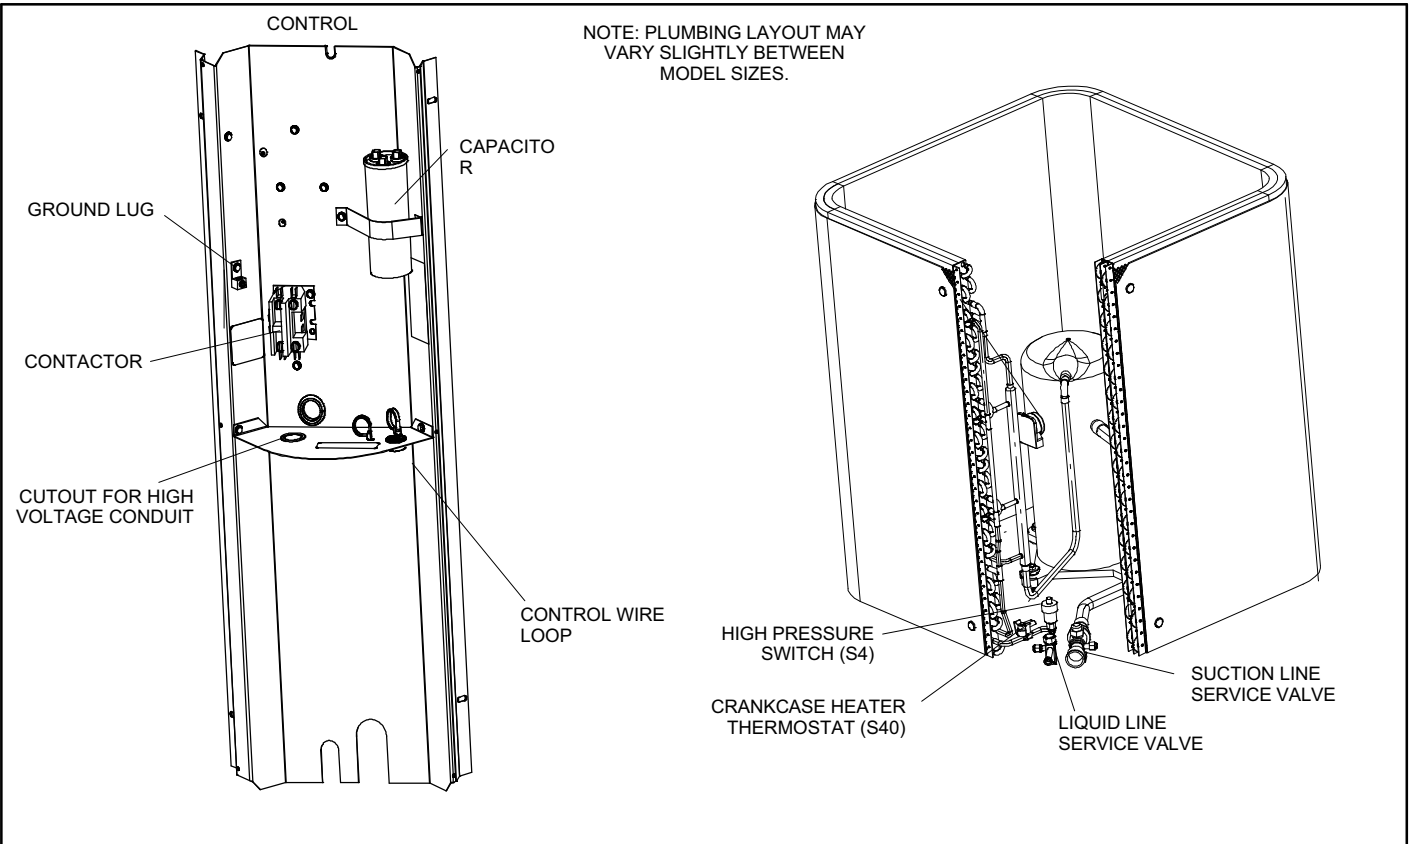 CONTROL
NOTE: PLUMBING LAYOUT MAY
VARY SLIGHTLY BETWEEN
MODEL SIZES.
CAPACITO
R
GROUND LUG
CONTACTOR
CUTOUT FOR HIGH
VOLTAGE CONDUIT
CONTROL WIRE
LOOP
HIGH PRESSURE
SWITCH (S4)
CRANKCASE HEATER
THERMOSTAT (S40)
SUCTION LINE
SERVICE VALVE
LIQUID LINE
SERVICE VALVE